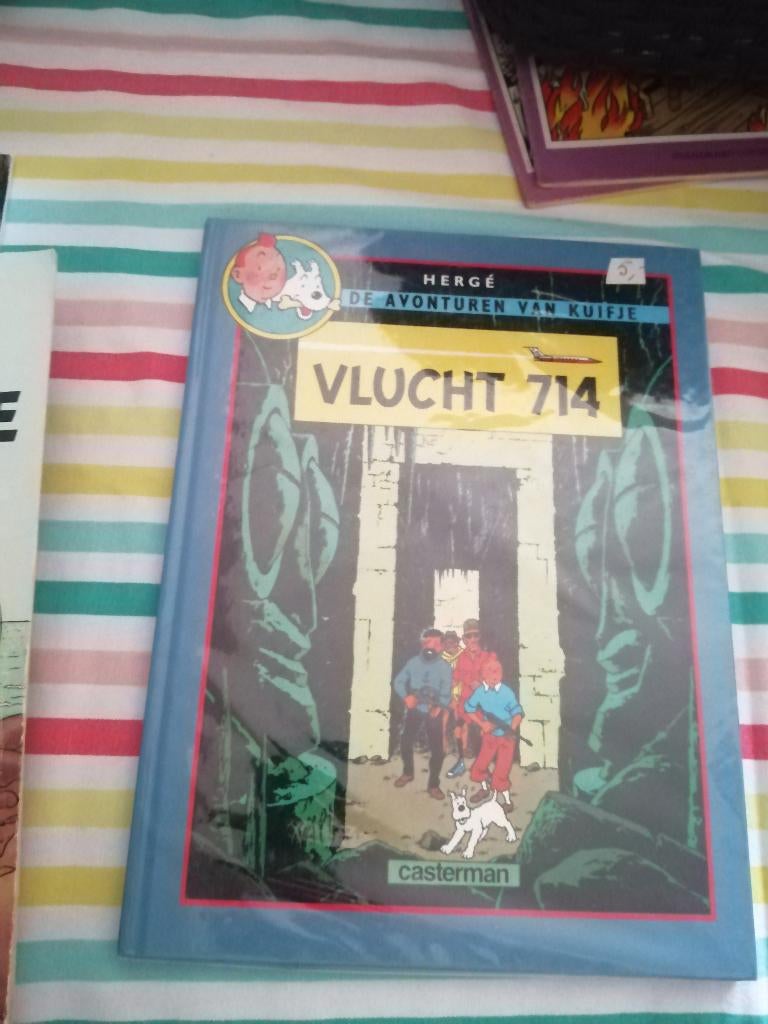 HERGÉ
5,
DE AVONTUREN VAN KUIFJE
VLUCHT 714
E
casterman